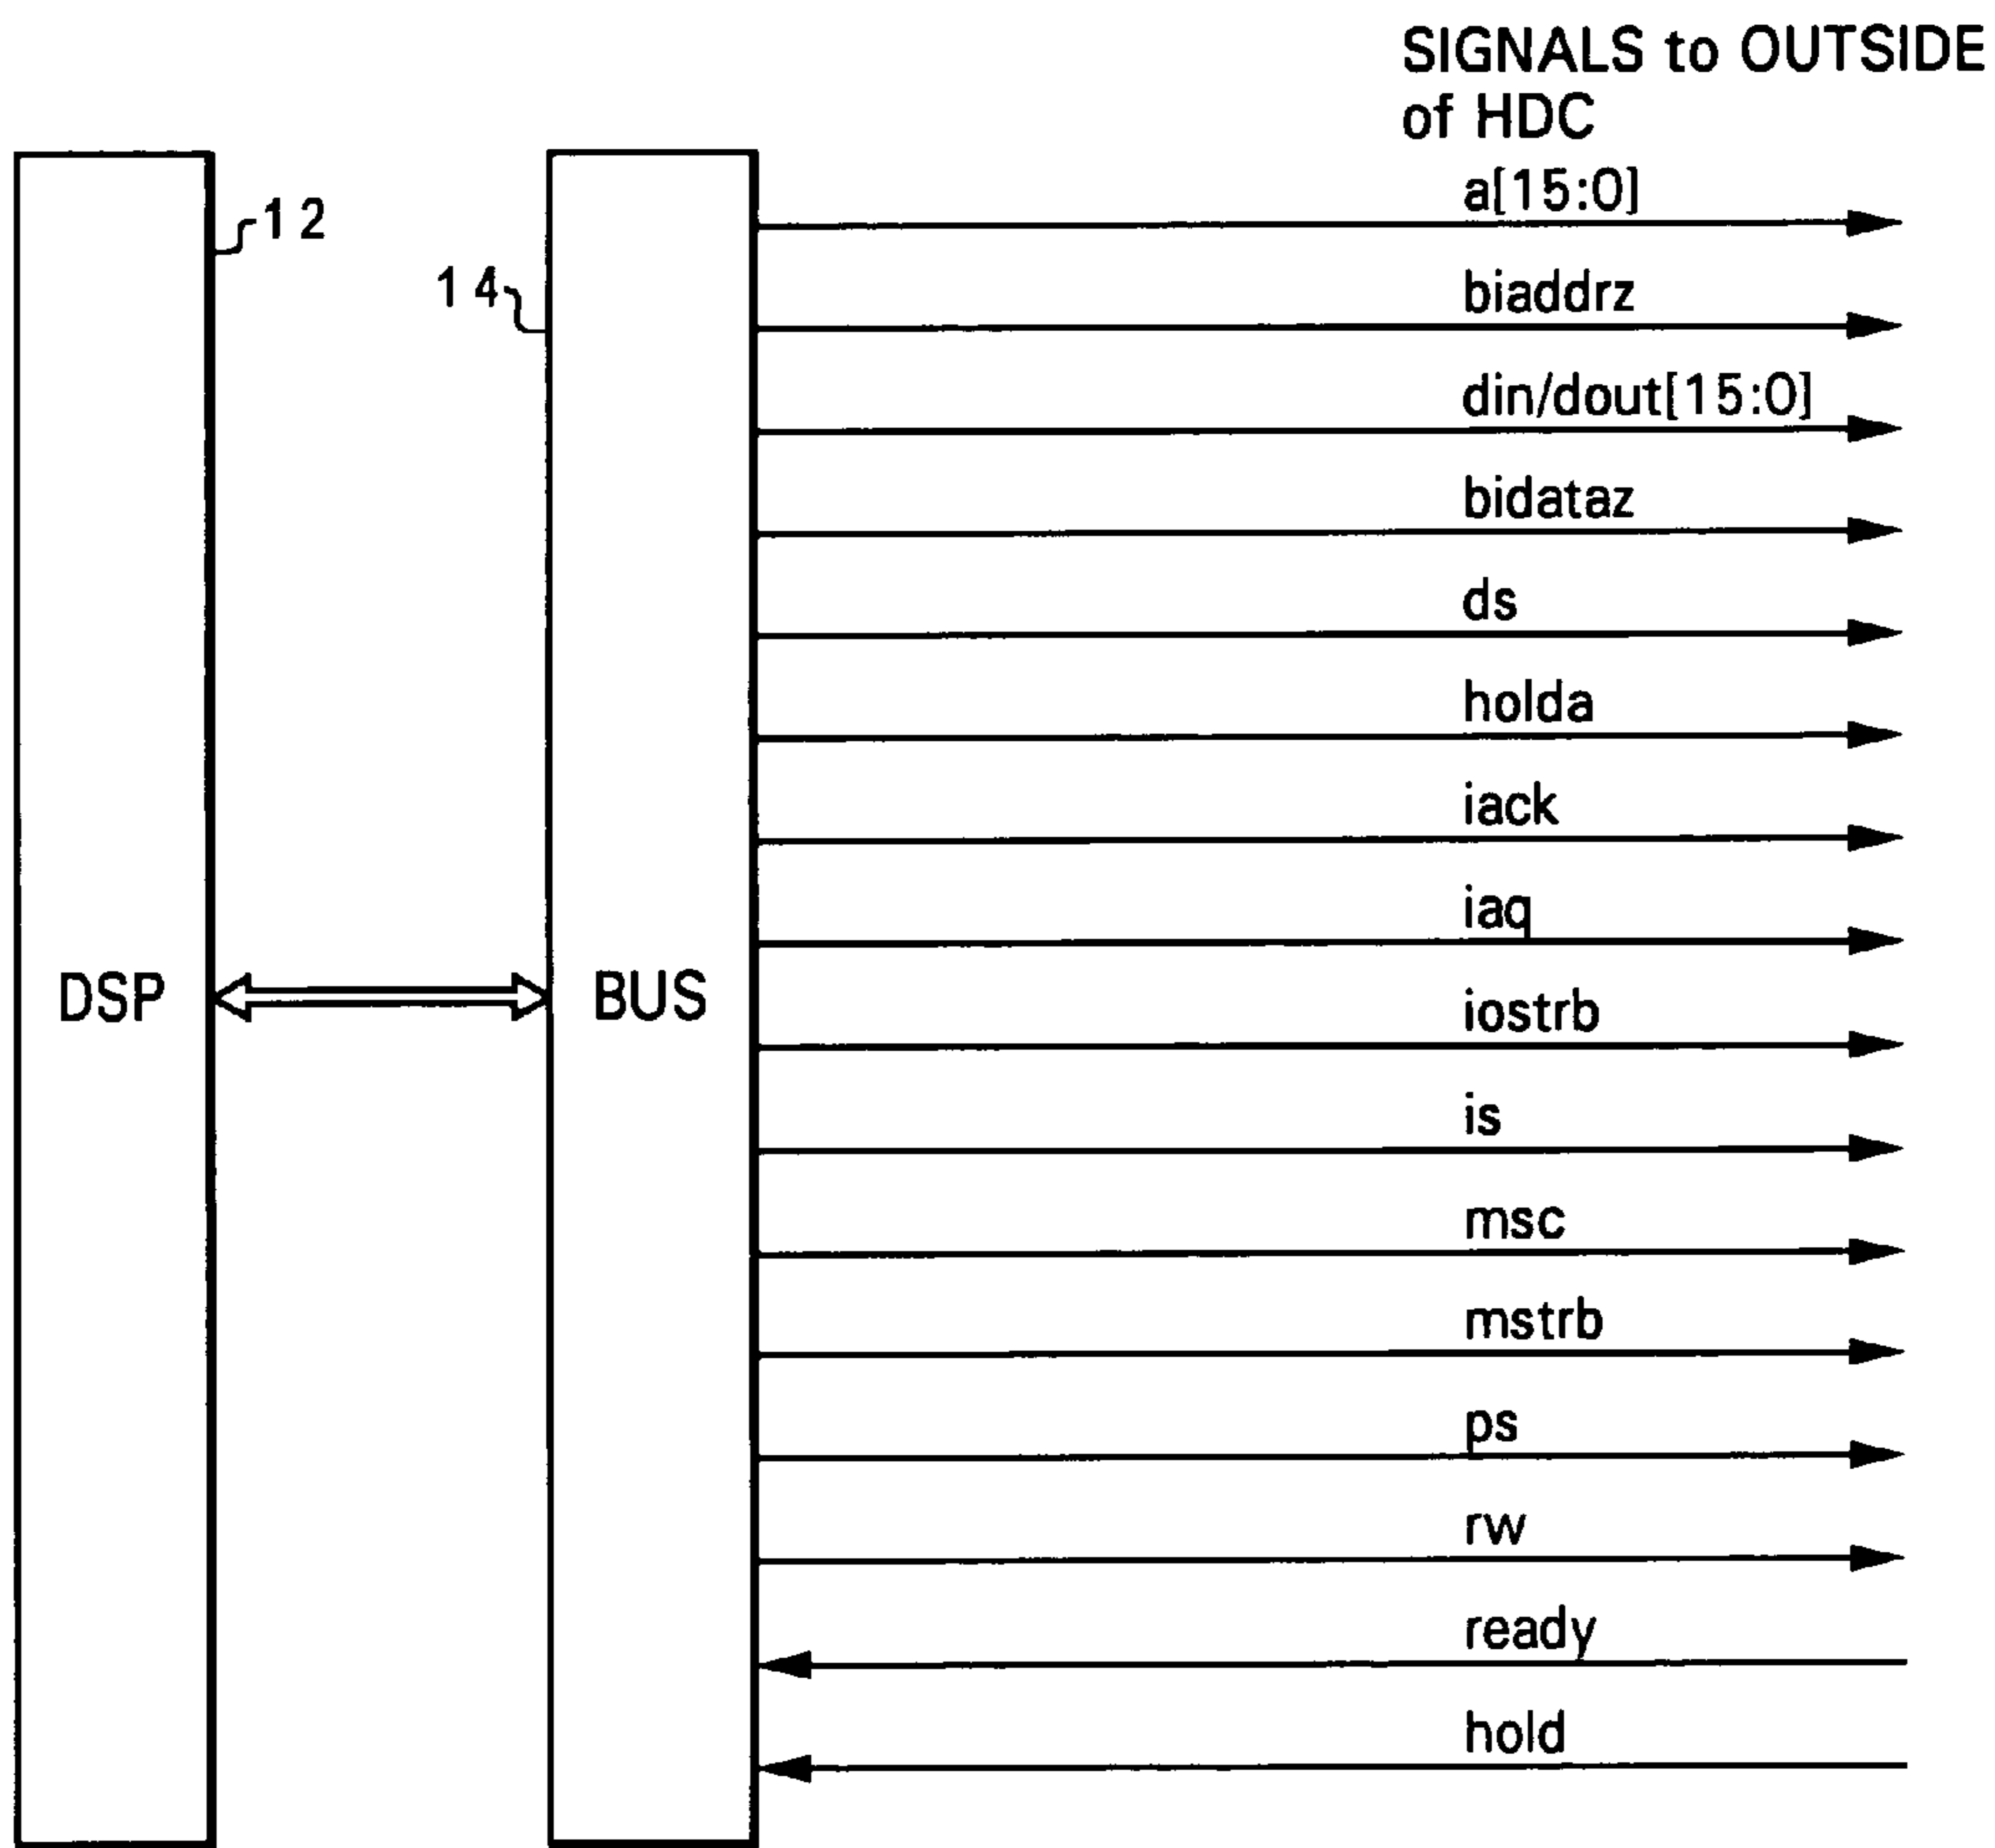 SIGNALS to OUTSIDE
of HDC
a[15:0]
12
14
biaddrz
din/dout[15:0]
bidataz
ds
holda
iack
iaq
DSP
BUS
iostrb
is
msc
mstrb
ps
rw
ready
hold